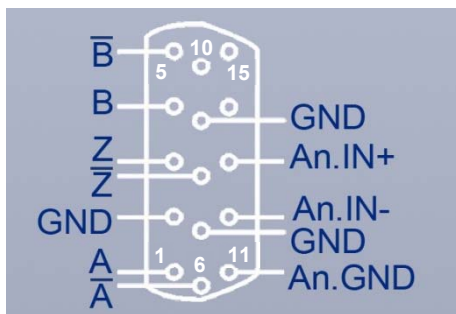 B̅
10
5
15
B
GND
Z
An.IN+
Z̅
An.IN-
GND
GND
1
11
A
6
An.GND
A̅